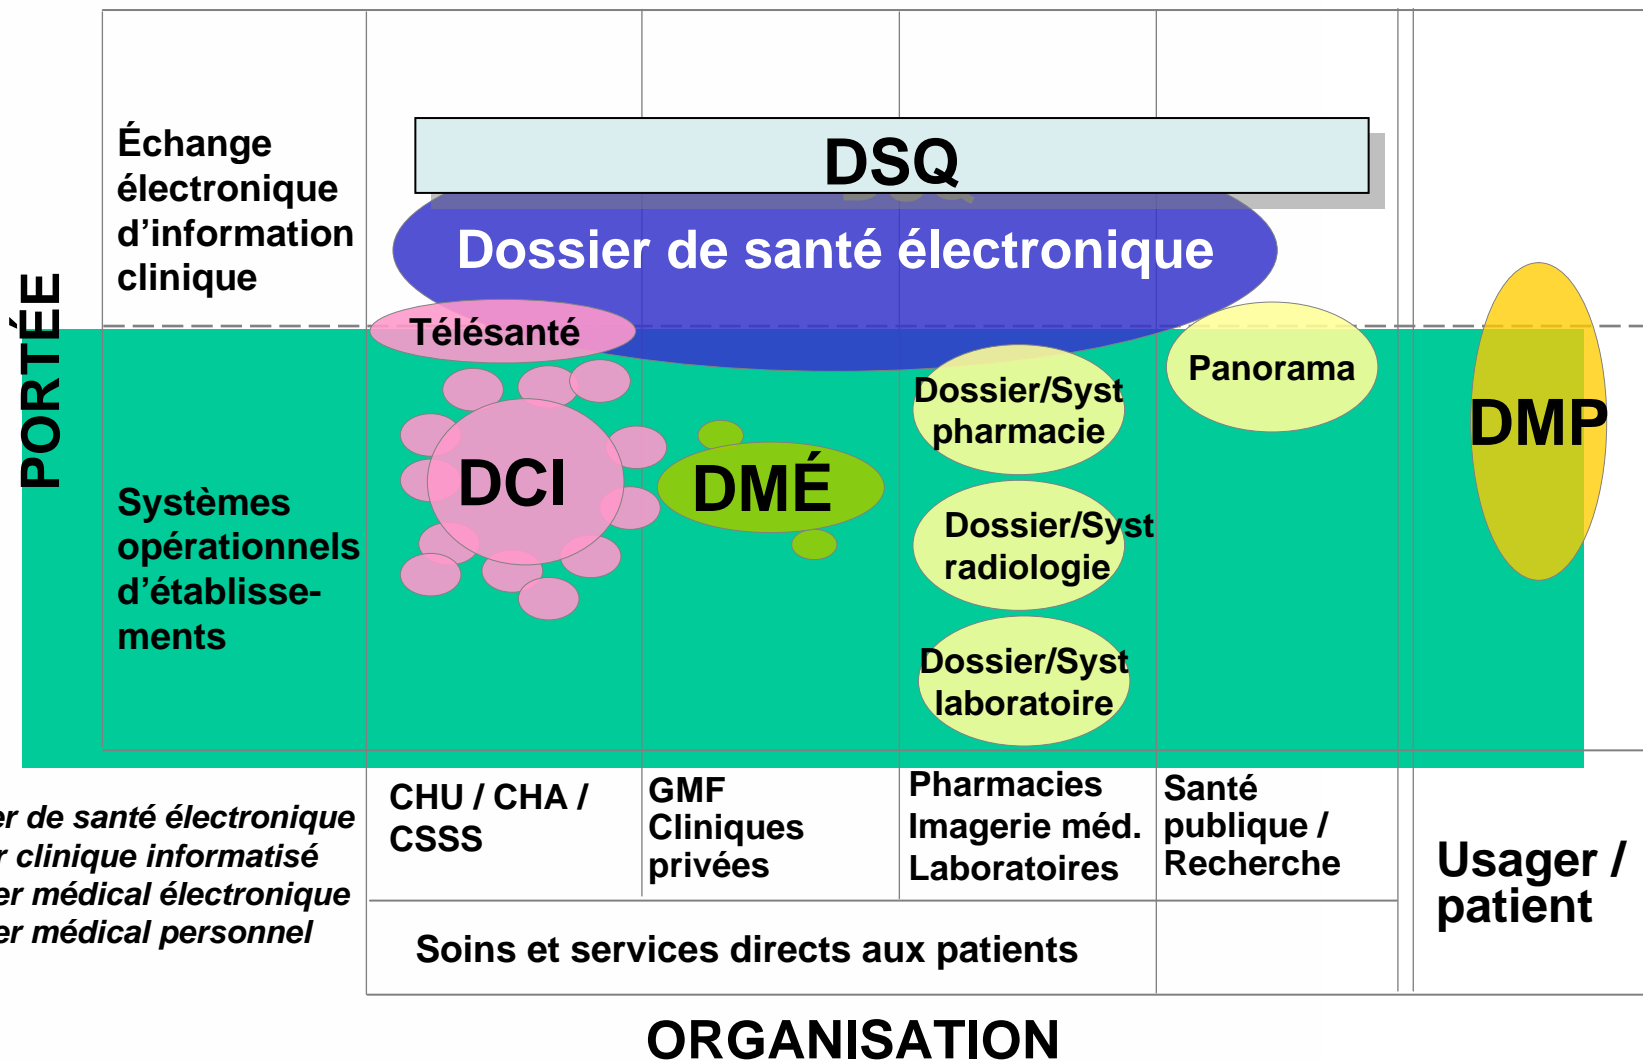 Échange
électronique
d'information
clinique
DSQ
Dossier de santé électronique
PORTÉE
Télésanté
Panorama
Dossier/Syst
pharmacie
DMP
DCI
DMÉ
Systèmes
opérationnels
d'établisse-
ments
Dossier/Syst
radiologie
Dossier/Syst
laboratoire
CHU / CHA /
CSSS
GMF
Cliniques
privées
Pharmacies
Imagerie méd.
Laboratoires
Santé
publique /
Recherche
Usager /
patient
er de santé électronique
r clinique informatisé
er médical électronique
er médical personnel
Soins et services directs aux patients
ORGANISATION